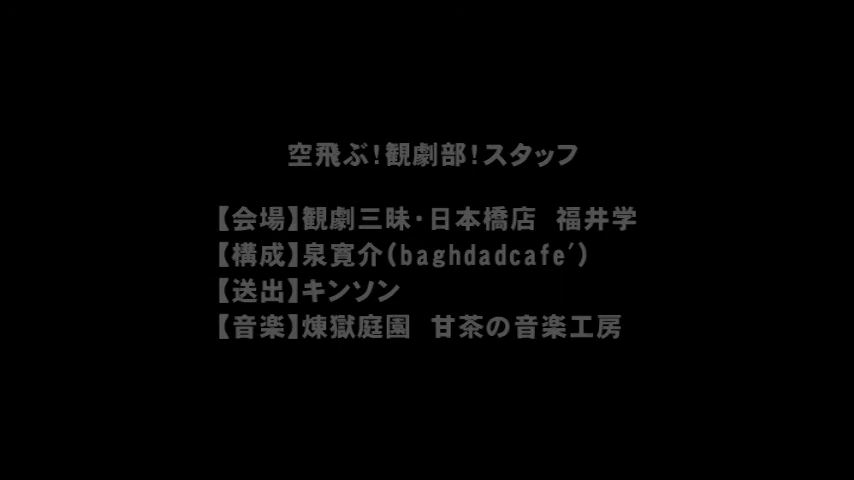 空飛ぶ！観劇部！スタッフ
【会場】観劇三昧・日本橋店　福井学
【構成】泉寛介（baghdadcafe'）
【送出】キンソン
【音楽】煉獄庭園　甘茶の音楽工房